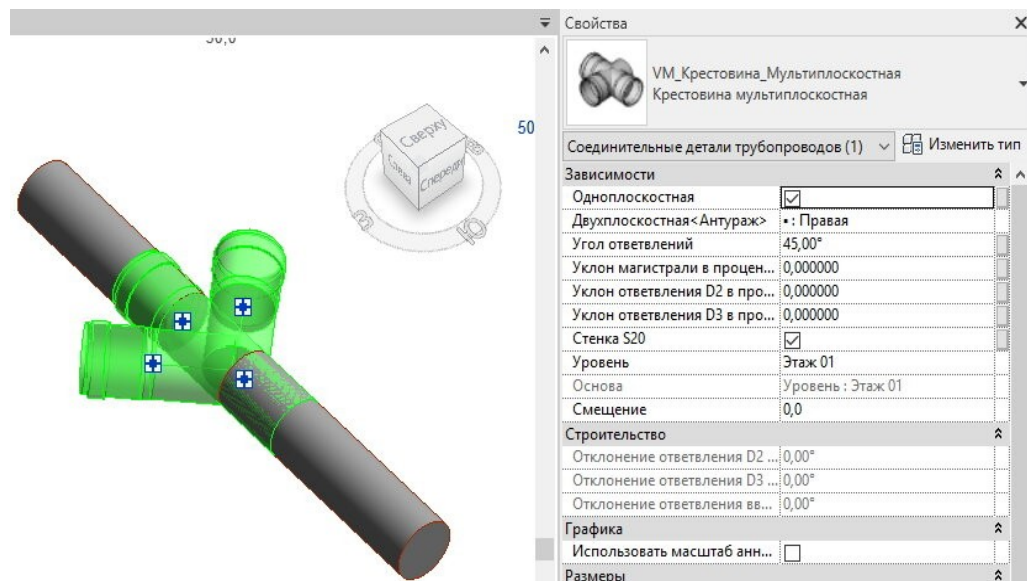 50,0
50
Сверху
Слева
Спереди
В
Ю
Свойства
VM_Крестовина_Мультиплоскостная
Крестовина мультиплоскостная
Соединительные детали трубопроводов (1)
Изменить тип
Зависимости
Одноплоскостная
Двухплоскостная<Антураж> ▪ : Правая
Угол ответвлений 45,00°
Уклон магистрали в процен... 0,000000
Уклон ответвления D2 в про... 0,000000
Уклон ответвления D3 в про... 0,000000
Стенка S20
Уровень Этаж 01
Основа Уровень : Этаж 01
Смещение 0,0
Строительство
Отклонение ответвления D2 ... 0,00°
Отклонение ответвления D3 ... 0,00°
Отклонение ответвления вв... 0,00°
Графика
Использовать масштаб анн...
Размеры